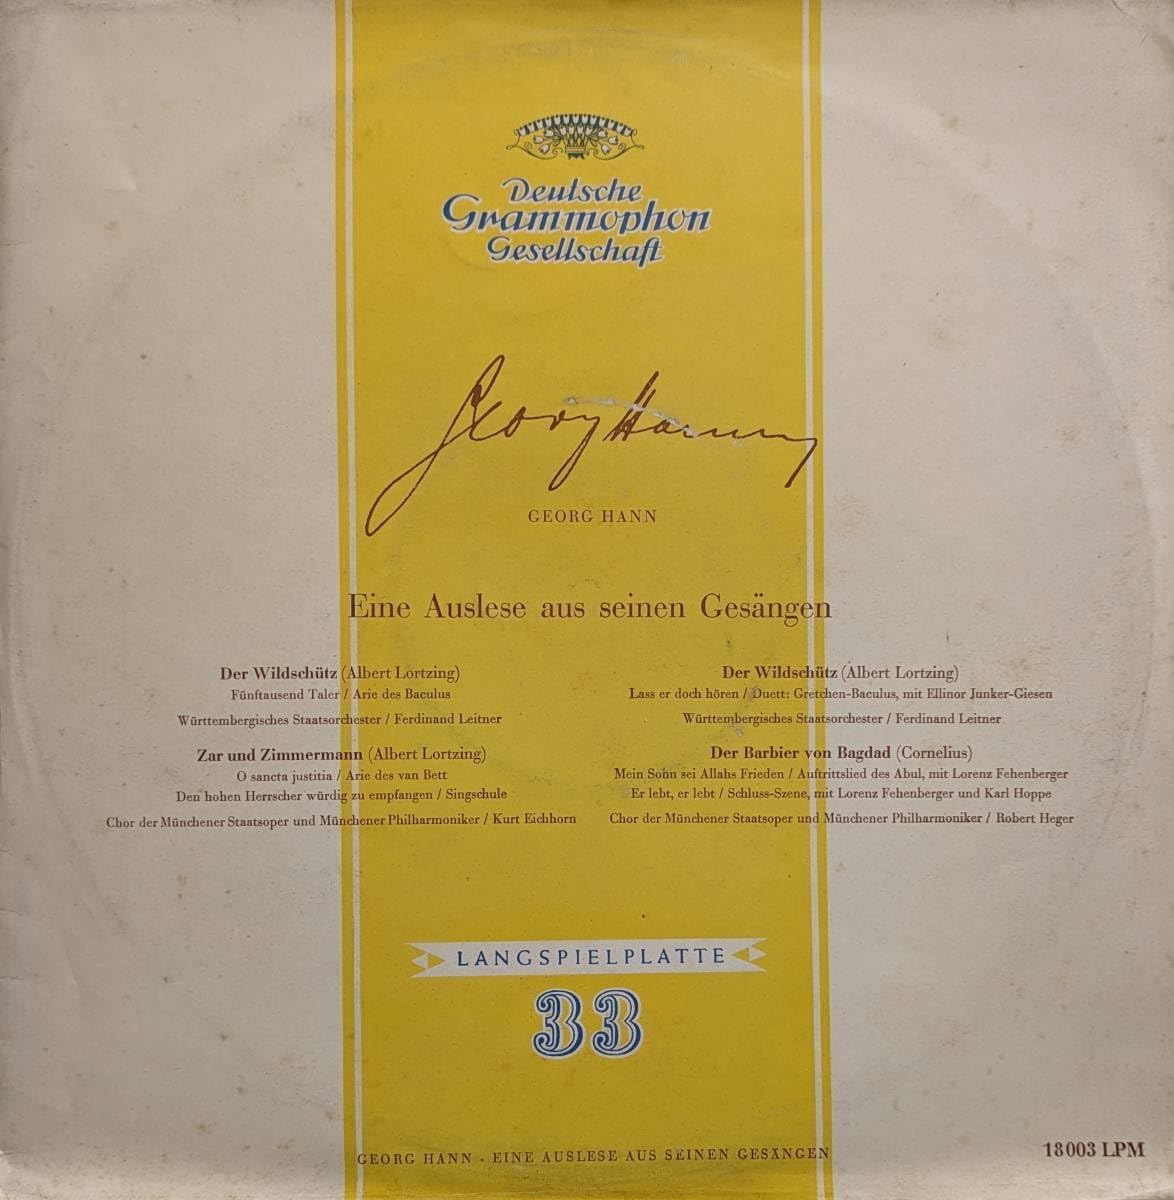 Deutsche
Grammophon
Gesellschaft
Georg Hann
GEORG HANN
Eine Auslese aus seinen Gesängen
Der Wildschütz (Albert Lortzing)
Fünftausend Taler / Arie des Baculus
Württembergisches Staatsorchester / Ferdinand Leitner
Zar und Zimmermann (Albert Lortzing)
O sancta justitia / Arie des van Bett
Den hohen Herrscher würdig zu empfangen / Singschule
Chor der Münchener Staatsoper und Münchener Philharmoniker / Kurt Eichhorn
Der Wildschütz (Albert Lortzing)
Lass er doch hören / Duett: Gretchen-Baculus, mit Ellinor Junker-Giesen
Württembergisches Staatsorchester / Ferdinand Leitner
Der Barbier von Bagdad (Cornelius)
Mein Sohn sei Allahs Frieden / Auftrittslied des Abul, mit Lorenz Fehenberger
Er lebt, er lebt / Schluss-Szene, mit Lorenz Fehenberger und Karl Hoppe
Chor der Münchener Staatsoper und Münchener Philharmoniker / Robert Heger
LANGSPIELPLATTE
33
GEORG HANN · EINE AUSLESE AUS SEINEN GESÄNGEN
18003 LPM